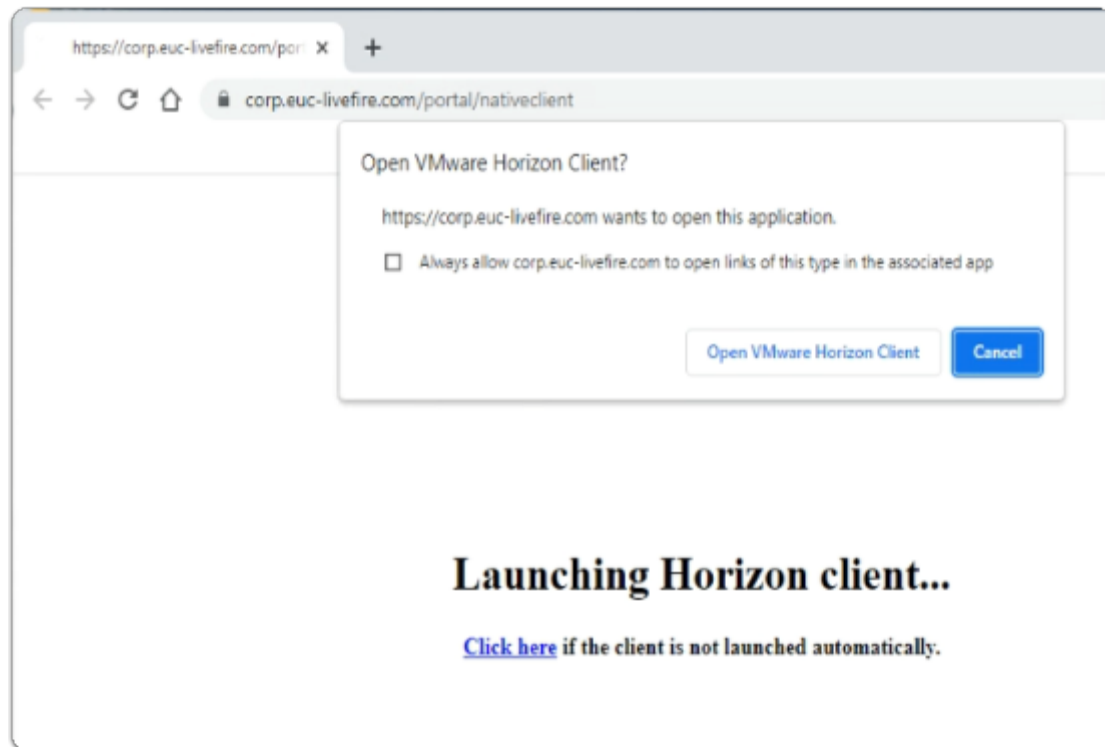 https://corp.euc-livefire.com/por
corp.euc-livefire.com/portal/nativeclient
Open VMware Horizon Client?
https://corp.euc-livefire.com wants to open this application.
Always allow corp.euc-livefire.com to open links of this type in the associated app
Open VMware Horizon Client Cancel
Launching Horizon client...
Click here if the client is not launched automatically.